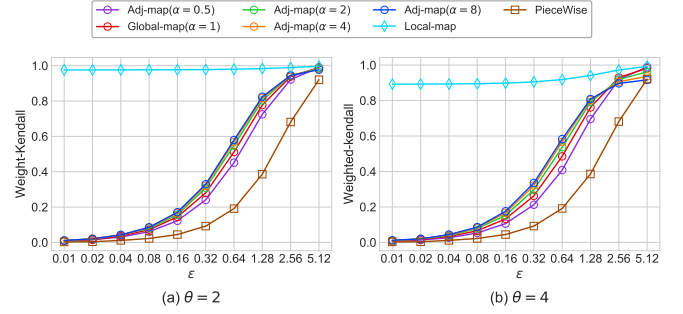 Adj-map(α = 0.5) Adj-map(α = 2) Adj-map(α = 8) PieceWise
Global-map(α = 1) Adj-map(α = 4) Local-map
Weight-Kendall
1.0
0.8
0.6
0.4
0.2
0.0
0.01 0.02 0.04 0.08 0.16 0.32 0.64 1.28 2.56 5.12
ε
(a) θ = 2
Weighted-kendall
1.0
0.8
0.6
0.4
0.2
0.0
0.01 0.02 0.04 0.08 0.16 0.32 0.64 1.28 2.56 5.12
ε
(b) θ = 4